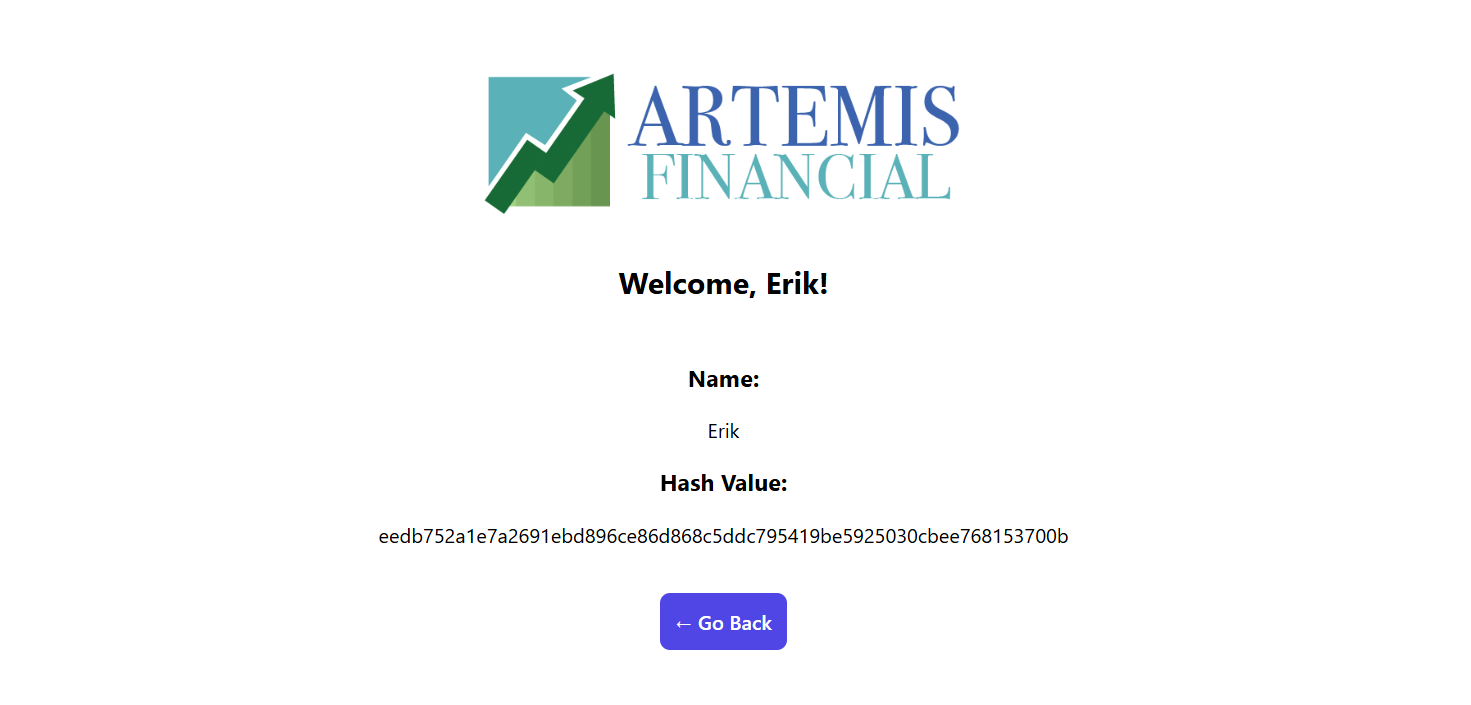 ARTEMIS
FINANCIAL
Welcome, Erik!
Name:
Erik
Hash Value:
eedb752a1e7a2691ebd896ce86d868c5ddc795419be5925030cbee768153700b
← Go Back